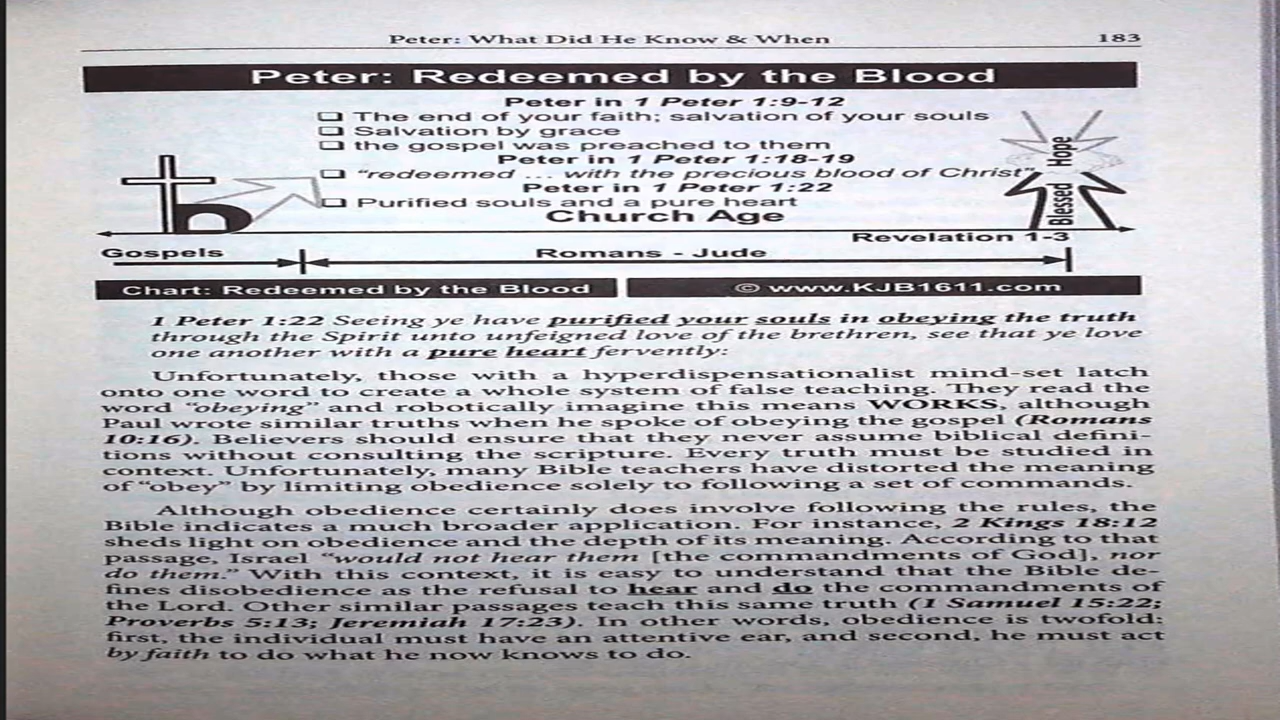 Peter: What Did He Know & When 183
Peter: Redeemed by the Blood
Peter in 1 Peter 1:9-12
❑ The end of your faith; salvation of your souls
❑ Salvation by grace
❑ the gospel was preached to them
Peter in 1 Peter 1:18-19
❑ "redeemed ... with the precious blood of Christ"
Peter in 1 Peter 1:22
❑ Purified souls and a pure heart
Church Age
Blessed Hope
Revelation 1-3
Gospels
Romans - Jude
Chart: Redeemed by the Blood
© www.KJB1611.com
1 Peter 1:22 Seeing ye have purified your souls in obeying the truth
through the Spirit unto unfeigned love of the brethren, see that ye love
one another with a pure heart fervently:
Unfortunately, those with a hyperdispensationalist mind-set latch
onto one word to create a whole system of false teaching. They read the
word "obeying" and robotically imagine this means WORKS, although
Paul wrote similar truths when he spoke of obeying the gospel (Romans
10:16). Believers should ensure that they never assume biblical defini-
tions without consulting the scripture. Every truth must be studied in
context. Unfortunately, many Bible teachers have distorted the meaning
of "obey" by limiting obedience solely to following a set of commands.
Although obedience certainly does involve following the rules, the
Bible indicates a much broader application. For instance, 2 Kings 18:12
sheds light on obedience and the depth of its meaning. According to that
passage, Israel "would not hear them [the commandments of God], nor
do them." With this context, it is easy to understand that the Bible de-
fines disobedience as the refusal to hear and do the commandments of
the Lord. Other similar passages teach this same truth (1 Samuel 15:22;
Proverbs 5:13; Jeremiah 17:23). In other words, obedience is twofold:
first, the individual must have an attentive ear, and second, he must act
by faith to do what he now knows to do.